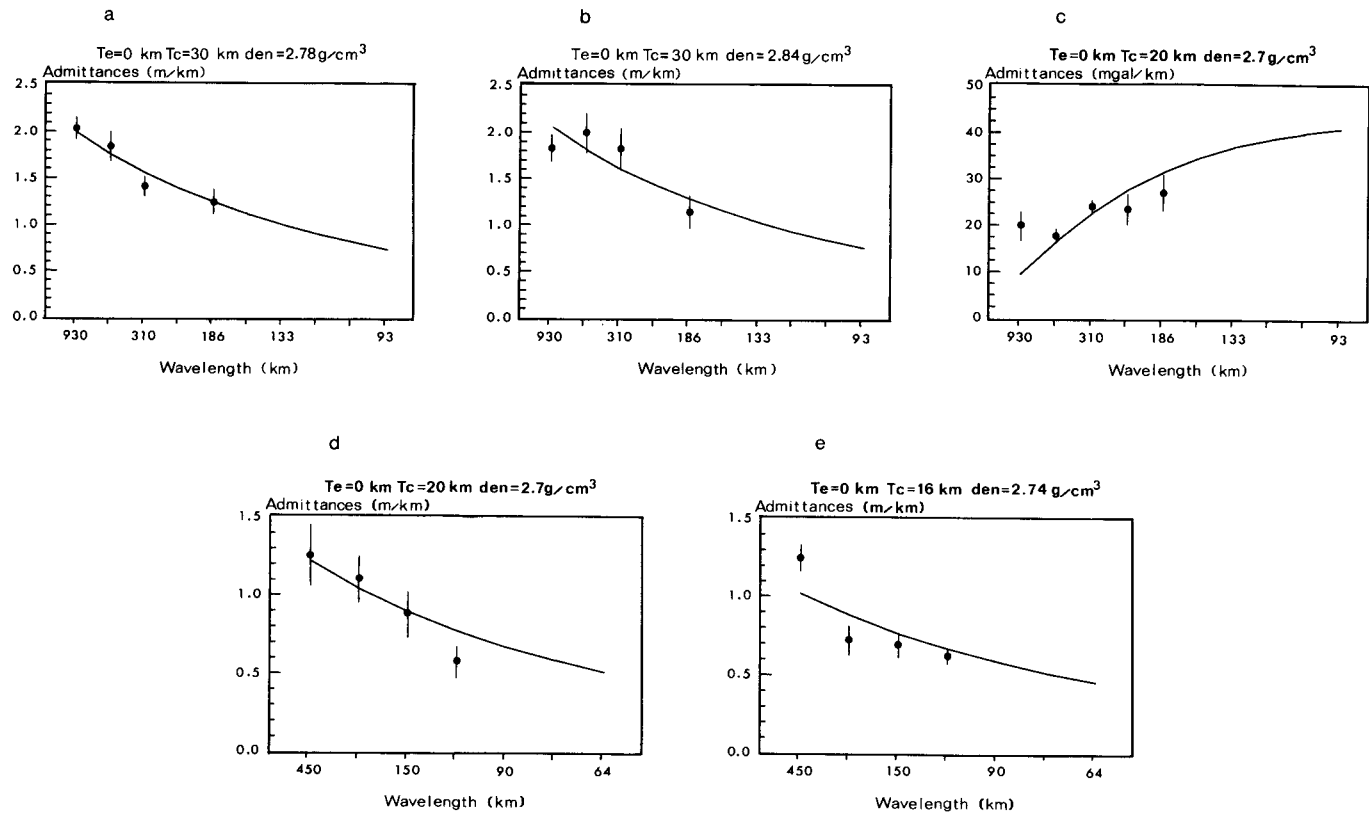 a
Te=0 km Tc=30 km den=2.78g/cm³
Admittances (m/km)
2.5
2.0
1.5
1.0
0.5
0.0
930 310 186 133 93
Wavelength (km)
b
Te=0 km Tc=30 km den=2.84g/cm³
Admittances (m/km)
2.5
2.0
1.5
1.0
0.5
0.0
930 310 186 133 93
Wavelength (km)
c
Te=0 km Tc=20 km den=2.7g/cm³
Admittances (mgal/km)
50
40
30
20
10
0
930 310 186 133 93
Wavelength (km)
d
Te=0 km Tc=20 km den=2.7g/cm³
Admittances (m/km)
1.5
1.0
0.5
0.0
450 150 90 64
Wavelength (km)
e
Te=0 km Tc=16 km den=2.74 g/cm³
Admittances (m/km)
1.5
1.0
0.5
0.0
450 150 90 64
Wavelength (km)